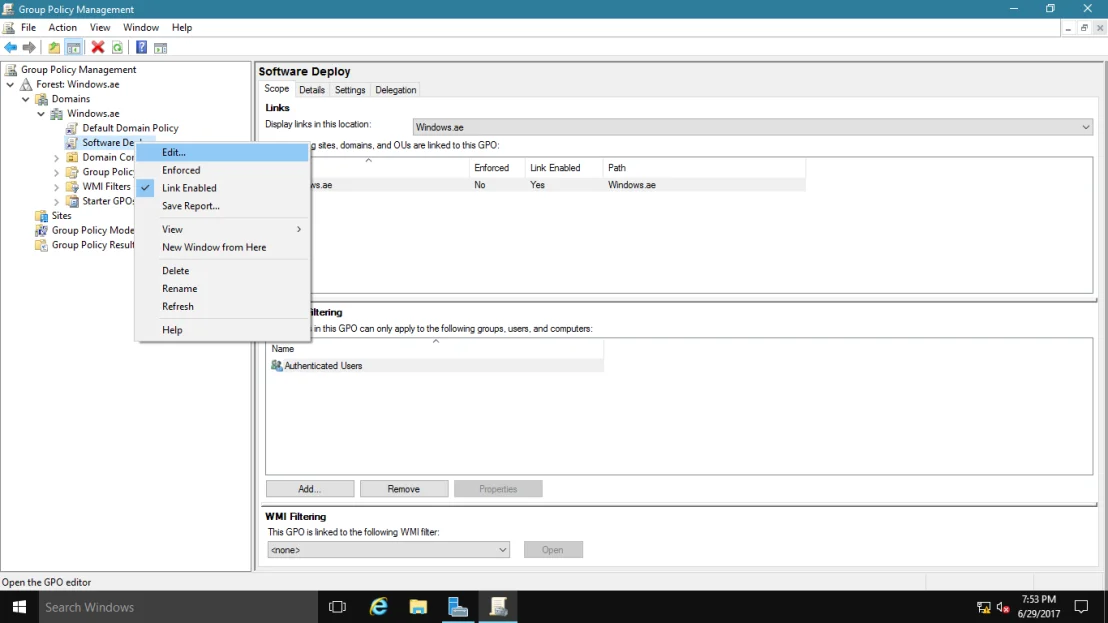 Group Policy Management
File Action View Window Help
Group Policy Management
Forest: Windows.ae
Domains
Windows.ae
Default Domain Policy
Software De
Domain Co
Group Polic
WMI Filters
Starter GPOs
Sites
Group Policy Mode
Group Policy Result
Edit...
Enforced
Link Enabled
Save Report...
View
New Window from Here
Delete
Rename
Refresh
Help
Software Deploy
Scope Details Settings Delegation
Links
Display links in this location: Windows.ae
g sites, domains, and OUs are linked to this GPO:
Enforced Link Enabled Path
ws.ae No Yes Windows.ae
iltering
s in this GPO can only apply to the following groups, users, and computers:
Name
Authenticated Users
Add... Remove Properties
WMI Filtering
This GPO is linked to the following WMI filter:
<none> Open
Open the GPO editor
Search Windows
7:53 PM
6/29/2017